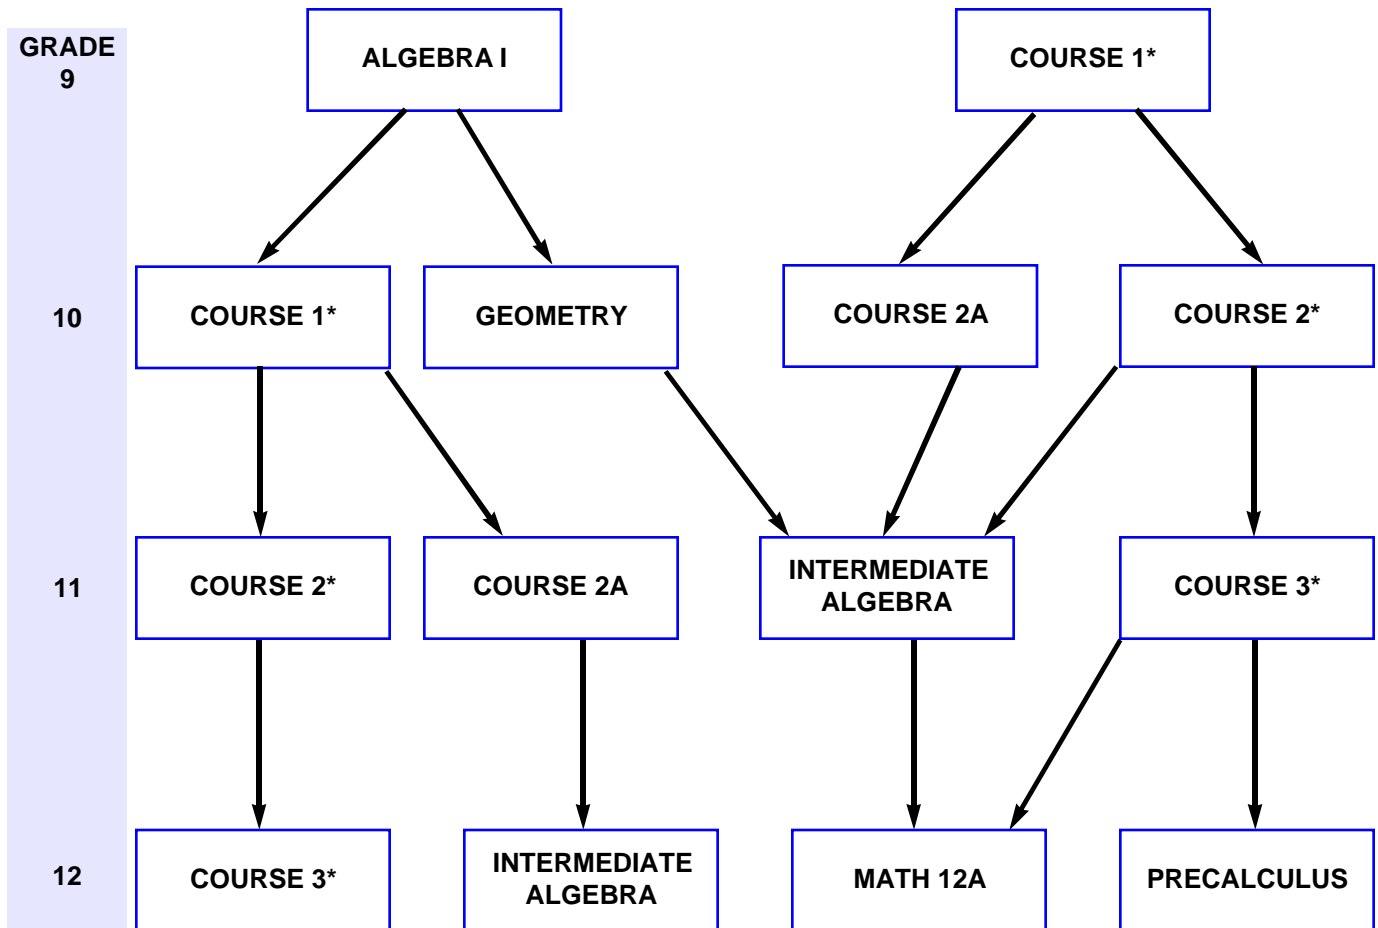 GRADE
9
ALGEBRA I
COURSE 1*
10
COURSE 1*
GEOMETRY
COURSE 2A
COURSE 2*
11
COURSE 2*
COURSE 2A
INTERMEDIATE
ALGEBRA
COURSE 3*
12
COURSE 3*
INTERMEDIATE
ALGEBRA
MATH 12A
PRECALCULUS